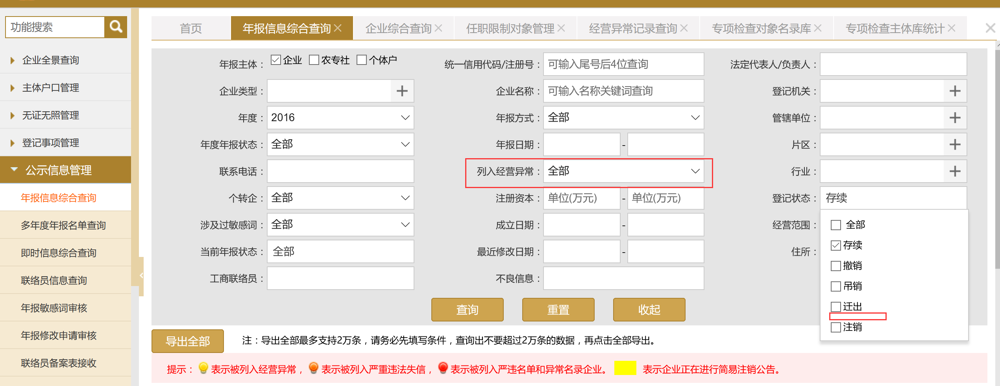 功能搜索
企业全景查询
主体户口管理
无证无照管理
登记事项管理
公示信息管理
年报信息综合查询
多年度年报名单查询
即时信息综合查询
联络员信息查询
年报敏感词审核
年报修改申请审核
联络员备案表接收
首页 年报信息综合查询 企业综合查询 任职限制对象管理 经营异常记录查询 专项检查对象名录库 专项检查主体库统计
年报主体： 企业 农专社 个体户 统一信用代码/注册号： 可输入尾号后4位查询 法定代表人/负责人：
企业类型： 企业名称： 可输入名称关键词查询 登记机关：
年度： 2016 年报方式： 全部 管辖单位：
年度年报状态： 全部 年报日期： - 片区：
联系电话： 列入经营异常： 全部 行业：
个转企： 全部 注册资本： 单位(万元) - 单位(万元) 登记状态： 存续
涉及过敏感词： 全部 成立日期： - 经营范围：
当前年报状态： 全部 最近修改日期： - 住所：
工商联络员： 不良信息：
全部
存续
撤销
吊销
迁出
注销
查询 重置 收起
导出全部 注：导出全部最多支持2万条，请务必先填写条件，查询出不要超过2万条的数据，再点击全部导出。
提示： 表示被列入经营异常， 表示被列入严重违法失信， 表示被列入严违名单和异常名录企业。 表示企业正在进行简易注销公告。